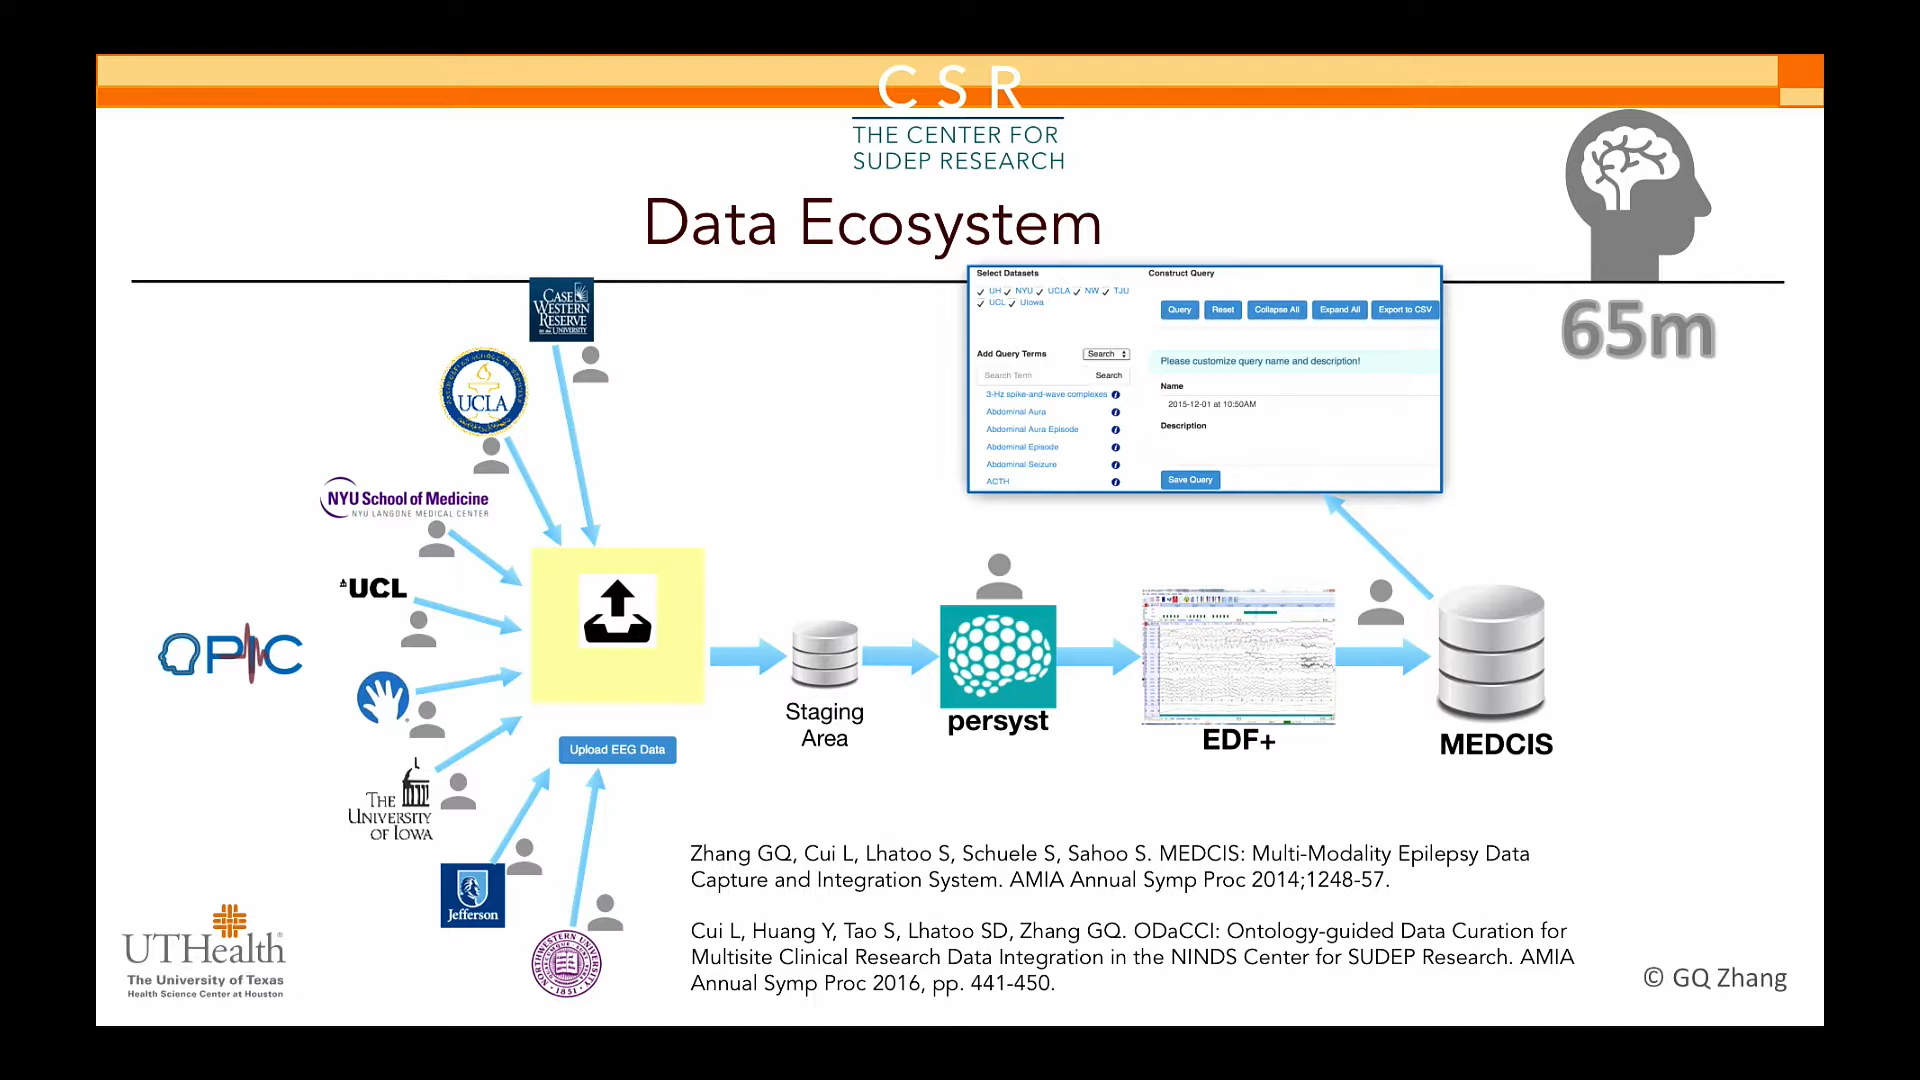 C S R
THE CENTER FOR
SUDEP RESEARCH
Data Ecosystem
65m
CASE
WESTERN
RESERVE
UNIVERSITY
UCLA
NYU School of Medicine
NYU LANGONE MEDICAL CENTER
UCL
OPIC
THE
UNIVERSITY
OF IOWA
Jefferson
NORTHWESTERN UNIVERSITY
1851
Upload EEG Data
Staging
Area
persyst
EDF+
MEDCIS
Select Datasets
UH NYU UCLA NW TJU
UCL UIowa
Add Query Terms
Search
Search Term
Search
3-Hz spike-and-wave complexes
Abdominal Aura
Abdominal Aura Episode
Abdominal Episode
Abdominal Seizure
ACTH
Construct Query
Query Reset Collapse All Expand All Export to CSV
Please customize query name and description!
Name
2015-12-01 at 10:50AM
Description
Save Query
Zhang GQ, Cui L, Lhatoo S, Schuele S, Sahoo S. MEDCIS: Multi-Modality Epilepsy Data
Capture and Integration System. AMIA Annual Symp Proc 2014;1248-57.
Cui L, Huang Y, Tao S, Lhatoo SD, Zhang GQ. ODaCCI: Ontology-guided Data Curation for
Multisite Clinical Research Data Integration in the NINDS Center for SUDEP Research. AMIA
Annual Symp Proc 2016, pp. 441-450.
UTHealth
The University of Texas
Health Science Center at Houston
© GQ Zhang